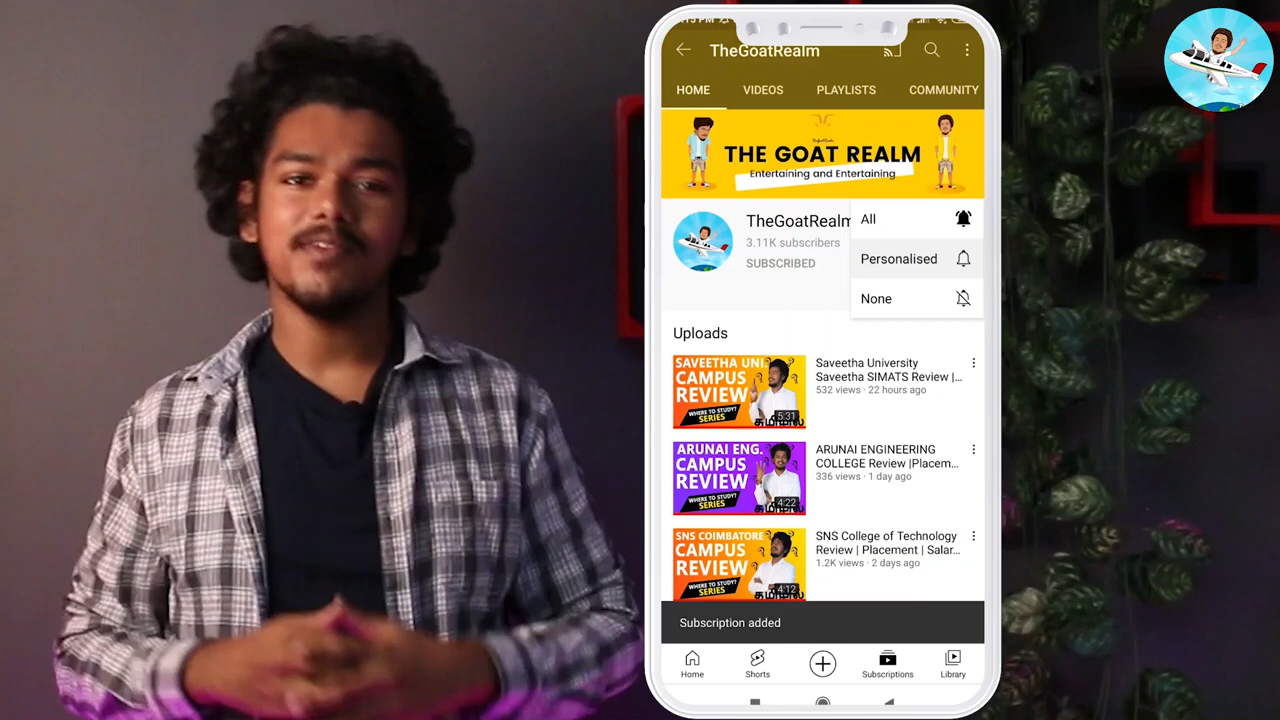 TheGoatRealm
HOME VIDEOS PLAYLISTS COMMUNITY
THE GOAT REALM
Entertaining and Entertaining
TheGoatRealm
3.11K subscribers
SUBSCRIBED
All
Personalised
None
Uploads
SAVEETHA UNI.
CAMPUS
REVIEW
WHERE TO STUDY?
SERIES
5:31
Saveetha University
Saveetha SIMATS Review |...
532 views · 22 hours ago
ARUNAI ENG.
CAMPUS
REVIEW
WHERE TO STUDY?
SERIES
4:22
ARUNAI ENGINEERING
COLLEGE Review |Placem...
336 views · 1 day ago
SNS COIMBATORE
CAMPUS
REVIEW
WHERE TO STUDY?
SERIES
4:12
SNS College of Technology
Review | Placement | Salar...
1.2K views · 2 days ago
Subscription added
Home Shorts Subscriptions Library